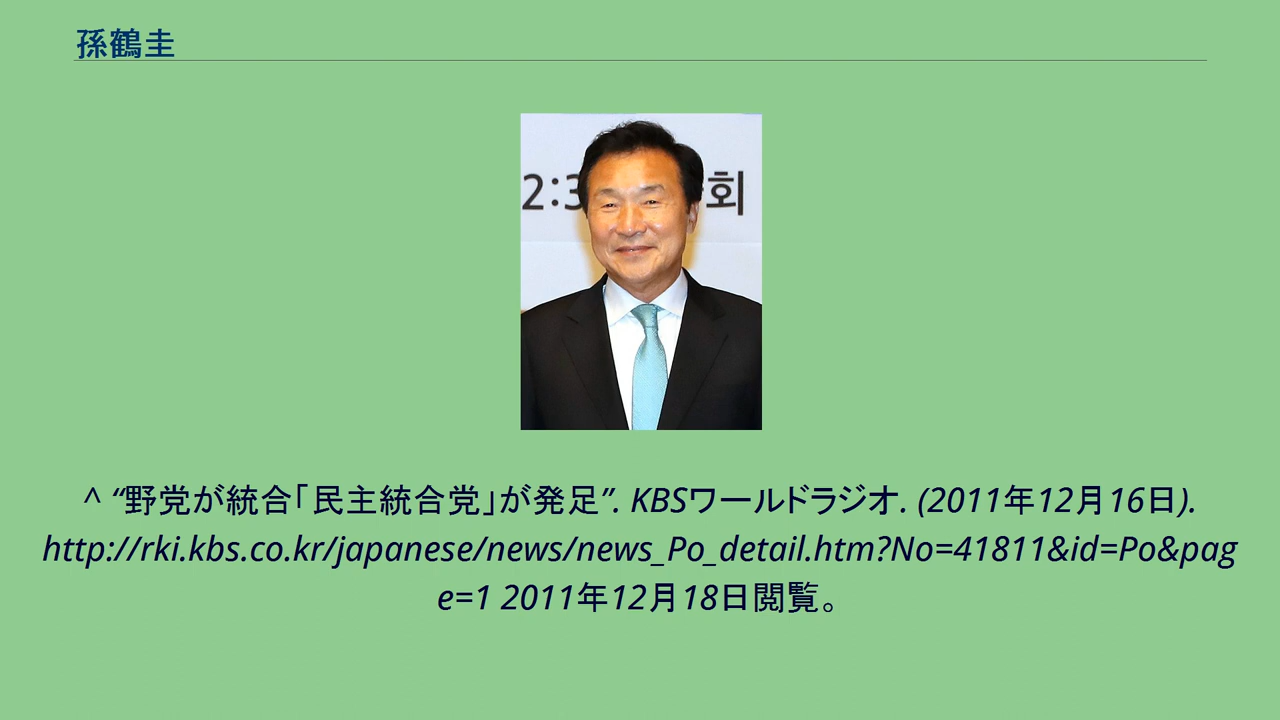 孫鶴圭
2:3 회
^ “野党が統合「民主統合党」が発足”. KBSワールドラジオ. (2011年12月16日).
http://rki.kbs.co.kr/japanese/news/news_Po_detail.htm?No=41811&id=Po&pag
e=1 2011年12月18日閲覧。